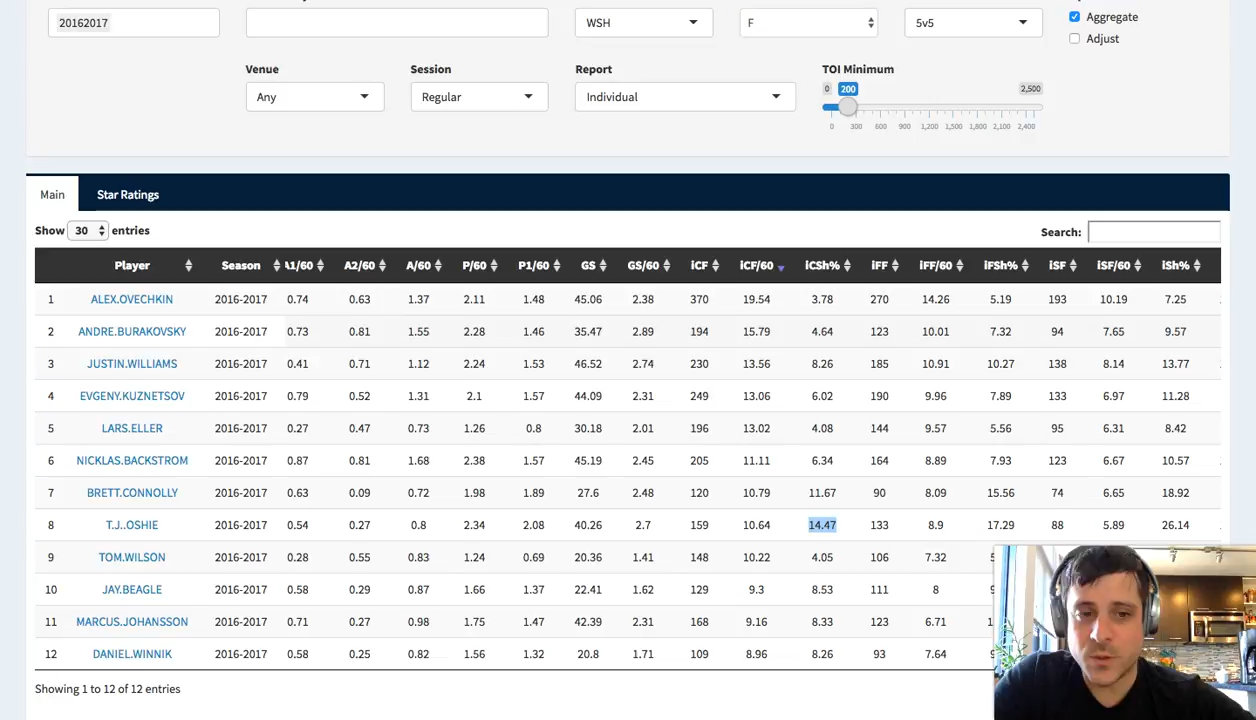 20162017 WSH F 5v5 Aggregate
Adjust
Venue Session Report TOI Minimum
Any Regular Individual 0 200 2,500
0 300 600 900 1,200 1,500 1,800 2,100 2,400
Main Star Ratings
Show 30 entries Search:
Player Season A1/60 A2/60 A/60 P/60 P1/60 GS GS/60 iCF iCF/60 iCSh% iFF iFF/60 iFSh% iSF iSF/60 iSh%
1 ALEX.OVECHKIN 2016-2017 0.74 0.63 1.37 2.11 1.48 45.06 2.38 370 19.54 3.78 270 14.26 5.19 193 10.19 7.25
2 ANDRE.BURAKOVSKY 2016-2017 0.73 0.81 1.55 2.28 1.46 35.47 2.89 194 15.79 4.64 123 10.01 7.32 94 7.65 9.57
3 JUSTIN.WILLIAMS 2016-2017 0.41 0.71 1.12 2.24 1.53 46.52 2.74 230 13.56 8.26 185 10.91 10.27 138 8.14 13.77
4 EVGENY.KUZNETSOV 2016-2017 0.79 0.52 1.31 2.1 1.57 44.09 2.31 249 13.06 6.02 190 9.96 7.89 133 6.97 11.28
5 LARS.ELLER 2016-2017 0.27 0.47 0.73 1.26 0.8 30.18 2.01 196 13.02 4.08 144 9.57 5.56 95 6.31 8.42
6 NICKLAS.BACKSTROM 2016-2017 0.87 0.81 1.68 2.38 1.57 45.19 2.45 205 11.11 6.34 164 8.89 7.93 123 6.67 10.57
7 BRETT.CONNOLLY 2016-2017 0.63 0.09 0.72 1.98 1.89 27.6 2.48 120 10.79 11.67 90 8.09 15.56 74 6.65 18.92
8 T.J..OSHIE 2016-2017 0.54 0.27 0.8 2.34 2.08 40.26 2.7 159 10.64 14.47 133 8.9 17.29 88 5.89 26.14
9 TOM.WILSON 2016-2017 0.28 0.55 0.83 1.24 0.69 20.36 1.41 148 10.22 4.05 106 7.32
10 JAY.BEAGLE 2016-2017 0.58 0.29 0.87 1.66 1.37 22.41 1.62 129 9.3 8.53 111 8
11 MARCUS.JOHANSSON 2016-2017 0.71 0.27 0.98 1.75 1.47 42.39 2.31 168 9.16 8.33 123 6.71
12 DANIEL.WINNIK 2016-2017 0.58 0.25 0.82 1.56 1.32 20.8 1.71 109 8.96 8.26 93 7.64
Showing 1 to 12 of 12 entries